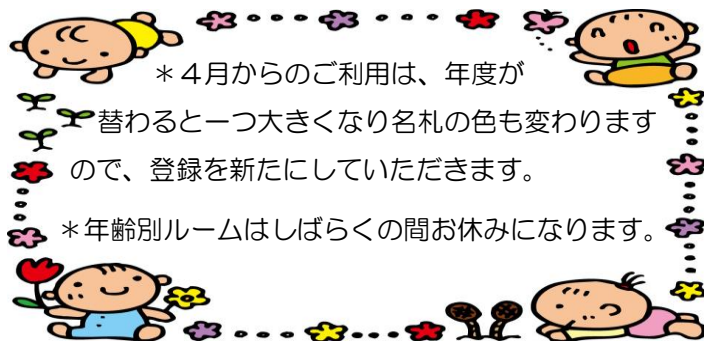 ＊４月からのご利用は、年度が
替わると一つ大きくなり名札の色も変わります
ので、登録を新たにしていただきます。
＊年齢別ルームはしばらくの間お休みになります。